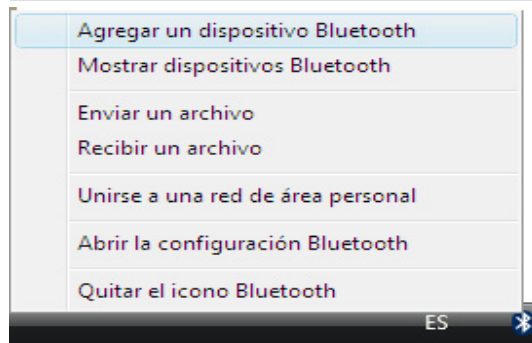 Agregar un dispositivo Bluetooth
Mostrar dispositivos Bluetooth
Enviar un archivo
Recibir un archivo
Unirse a una red de área personal
Abrir la configuración Bluetooth
Quitar el icono Bluetooth
ES